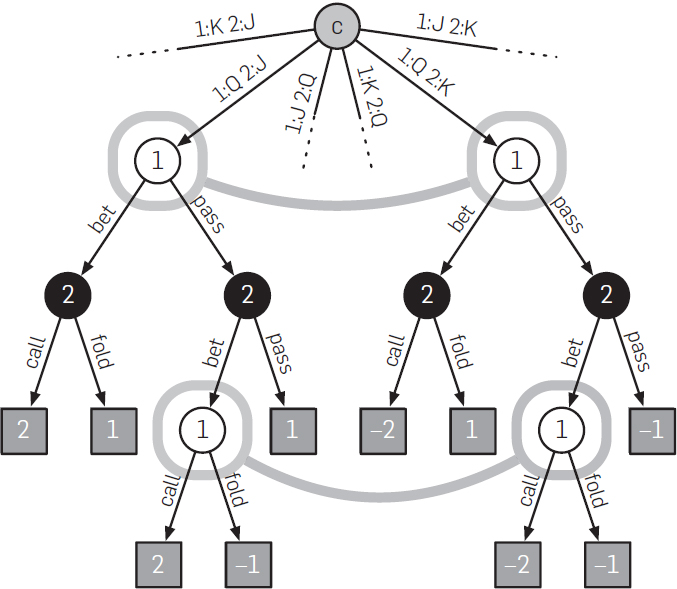 C
1:K 2:J
1:J 2:K
1:Q 2:J
1:J 2:Q
1:K 2:Q
1:Q 2:K
1
1
bet
pass
bet
pass
2
2
2
2
call
fold
bet
pass
call
fold
bet
pass
2
1
1
1
–2
1
1
–1
call
fold
call
fold
2
–1
–2
–1